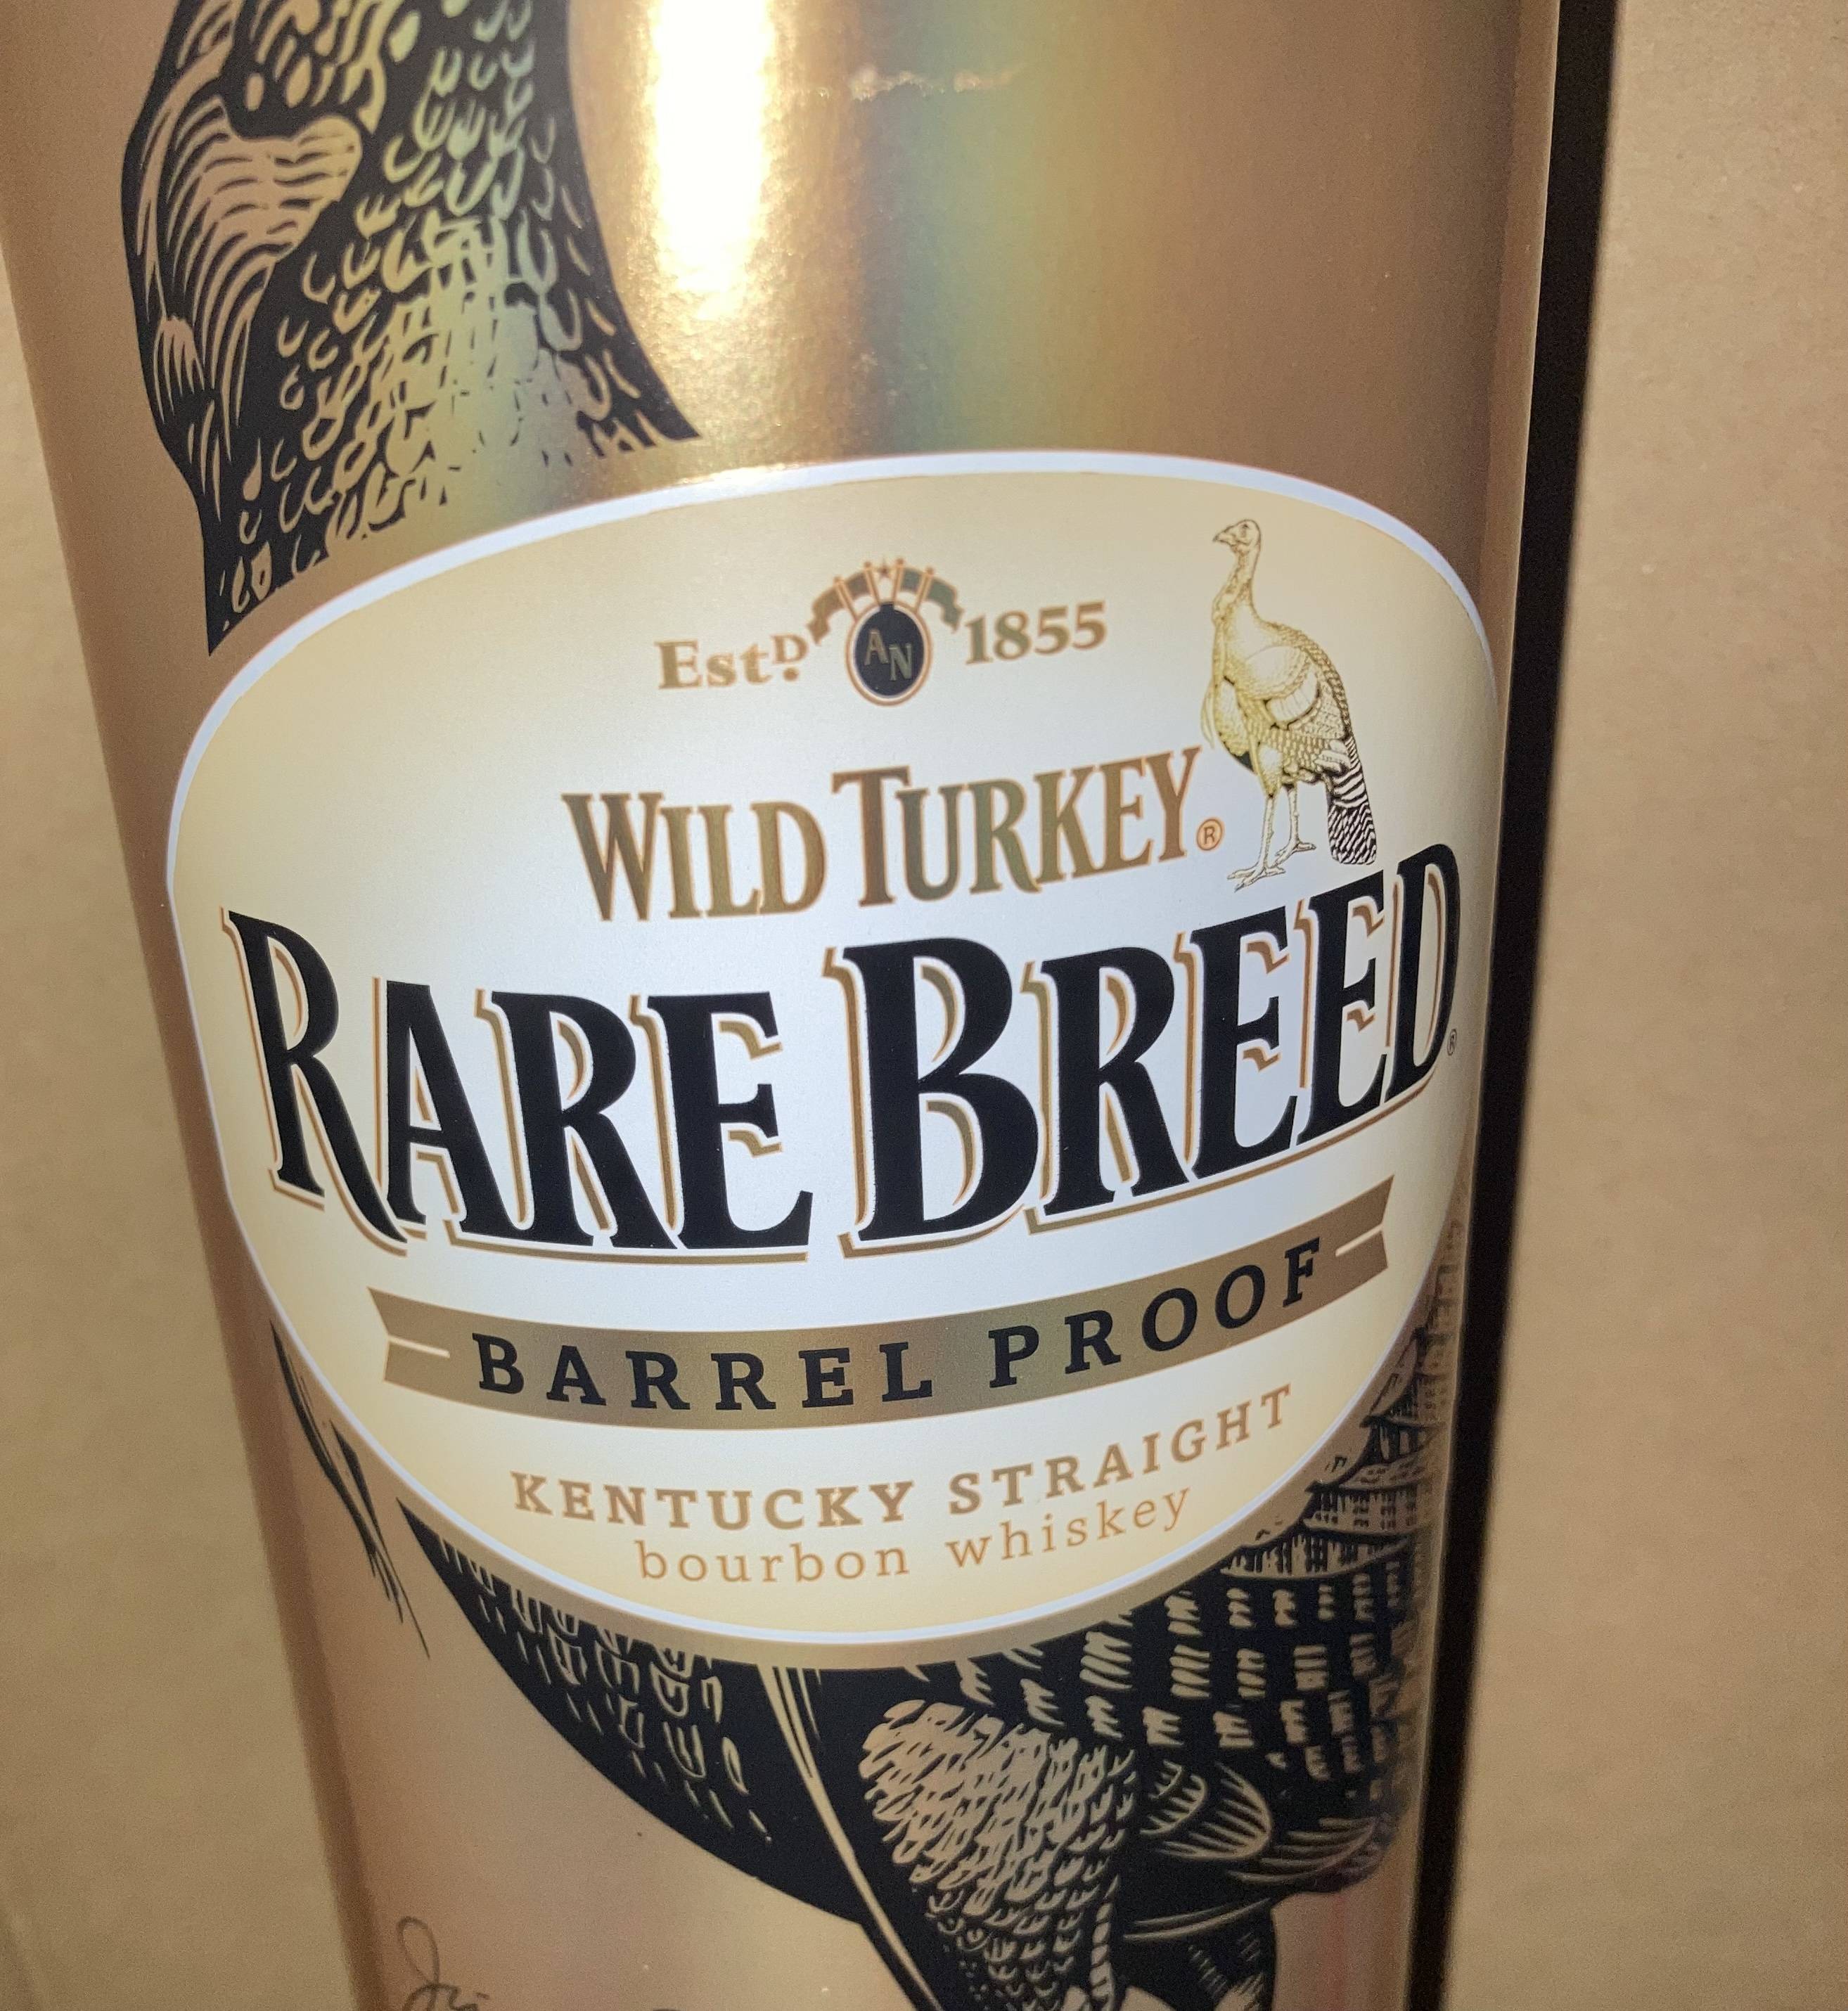 Est.D AN 1855
WILD TURKEY®
RARE BREED®
BARREL PROOF
KENTUCKY STRAIGHT
bourbon whiskey